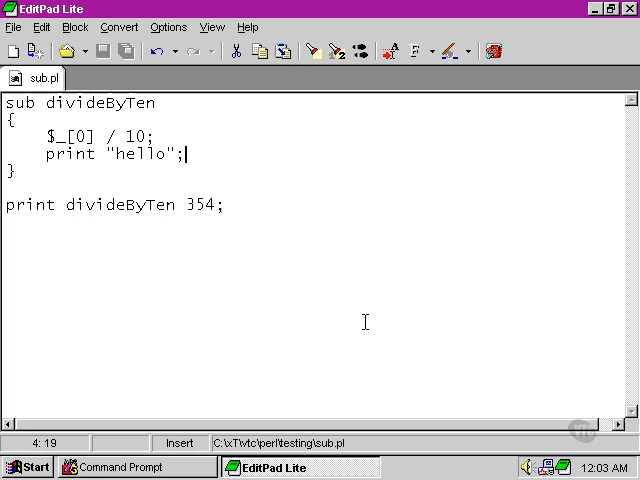 EditPad Lite
File Edit Block Convert Options View Help
sub.pl
sub divideByTen
{
    $_[0] / 10;
    print "hello";
}
print divideByTen 354;
4: 19 Insert C:\xT\vtc\perl\testing\sub.pl
Start Command Prompt EditPad Lite 12:03 AM